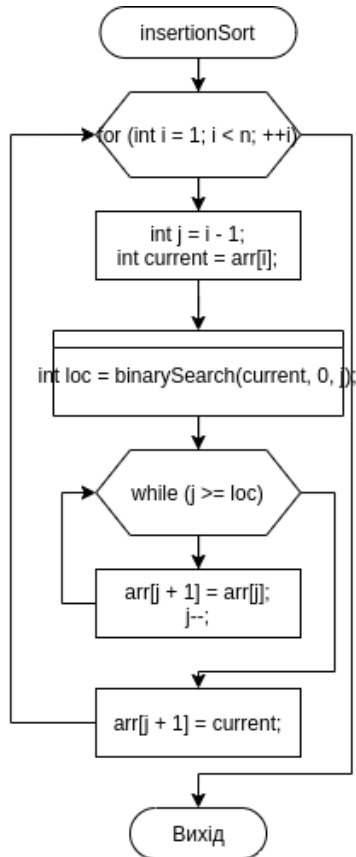 insertionSort
for (int i = 1; i < n; ++i)
int j = i - 1;
int current = arr[i];
int loc = binarySearch(current, 0, j);
while (j >= loc)
arr[j + 1] = arr[j];
j--;
arr[j + 1] = current;
Вихід